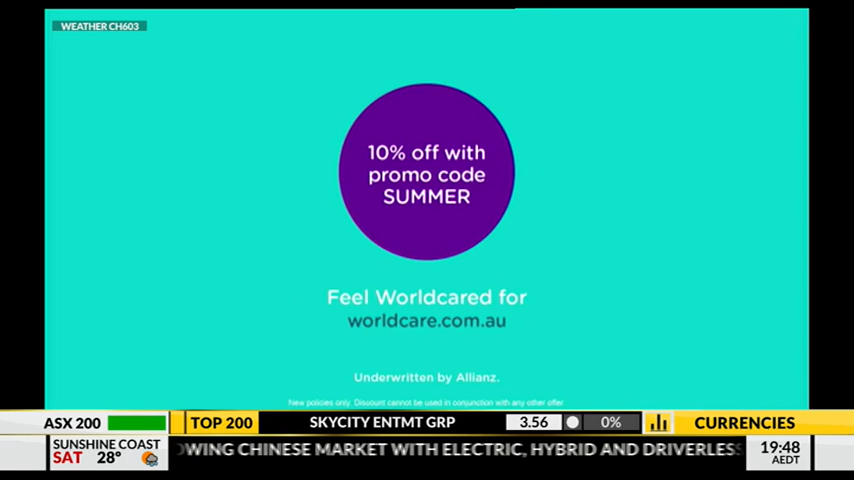 WEATHER CH603
10% off with
promo code
SUMMER
Feel Worldcared for
worldcare.com.au
Underwritten by Allianz.
New policies only. Discount cannot be used in conjunction with any other offer
ASX 200 TOP 200 SKYCITY ENTMT GRP 3.56 0% CURRENCIES
SUNSHINE COAST
SAT 28°
OWING CHINESE MARKET WITH ELECTRIC, HYBRID AND DRIVERLESS
19:48
AEDT